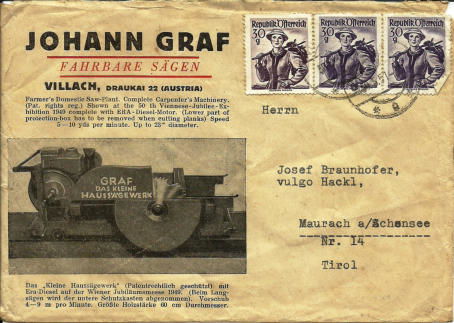 JOHANN GRAF
FAHRBARE SÄGEN
VILLACH, DRAUKAI 22 (AUSTRIA)
Farmer's Domestic Saw-Plant. Complete Carpenter's Machinery.
(Pat. rights reg.) Shown at the 50 th Viennese-Jubilee-Ex-
hibition 1949 complete with ERA-Diesel-Motor. (Lower part of
protection-box has to be removed when cutting planks) Speed
5—10 yds per minute. Up to 25" diameter.
Republik Österreich
30
g
Republik Österreich
30
g
Republik Österreich
30
g
Herrn
Josef Braunhofer,
vulgo Hackl,
Maurach a/Achensee
Nr. 14
Tirol
GRAF
DAS KLEINE
HAUSSÄGEWERK
Das „Kleine Haussägewerk" (Patentrechtlich geschützt) mit
Era-Diesel auf der Wiener Jubiläumsmesse 1949. (Beim Lang-
sägen wird der untere Schutzkasten abgenommen). Vorschub
4—9 m pro Minute. Größte Holzstärke 60 cm Durchmesser.